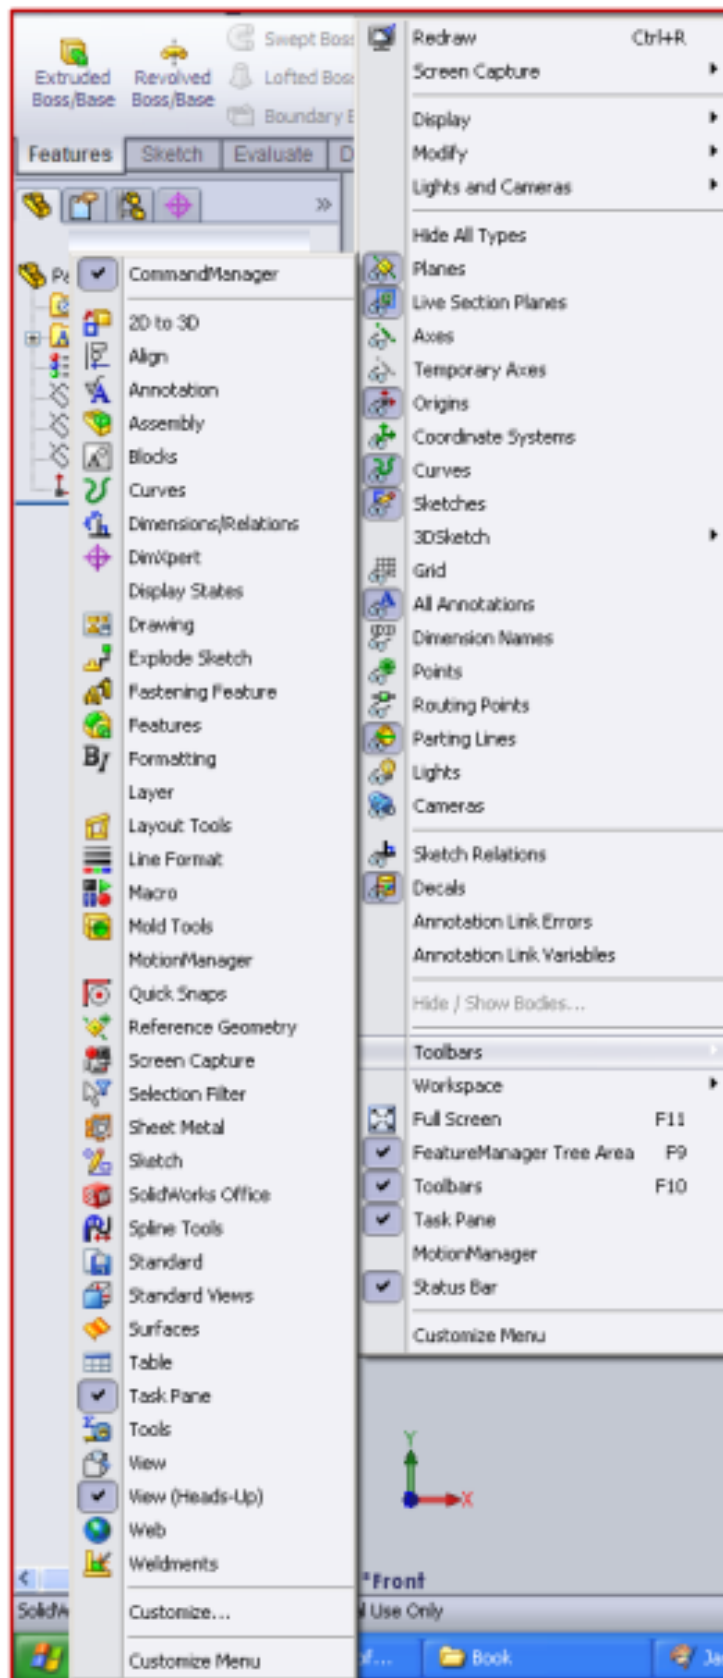 Extruded Boss/Base
Revolved Boss/Base
Swept Boss
Lofted Boss
Boundary B
Features
Sketch
Evaluate
D
»
Pa
CommandManager
2D to 3D
Align
Annotation
Assembly
Blocks
Curves
Dimensions/Relations
DimXpert
Display States
Drawing
Explode Sketch
Fastening Feature
Features
Formatting
Layer
Layout Tools
Line Format
Macro
Mold Tools
MotionManager
Quick Snaps
Reference Geometry
Screen Capture
Selection Filter
Sheet Metal
Sketch
SolidWorks Office
Spline Tools
Standard
Standard Views
Surfaces
Table
Task Pane
Tools
View
View (Heads-Up)
Web
Weldments
Customize...
Customize Menu
Redraw Ctrl+R
Screen Capture
Display
Modify
Lights and Cameras
Hide All Types
Planes
Live Section Planes
Axes
Temporary Axes
Origins
Coordinate Systems
Curves
Sketches
3DSketch
Grid
All Annotations
Dimension Names
Points
Routing Points
Parting Lines
Lights
Cameras
Sketch Relations
Decals
Annotation Link Errors
Annotation Link Variables
Hide / Show Bodies...
Toolbars
Workspace
Full Screen F11
FeatureManager Tree Area F9
Toolbars F10
Task Pane
MotionManager
Status Bar
Customize Menu
Y
X
*Front
SolidW
l Use Only
of...
Book
Ja